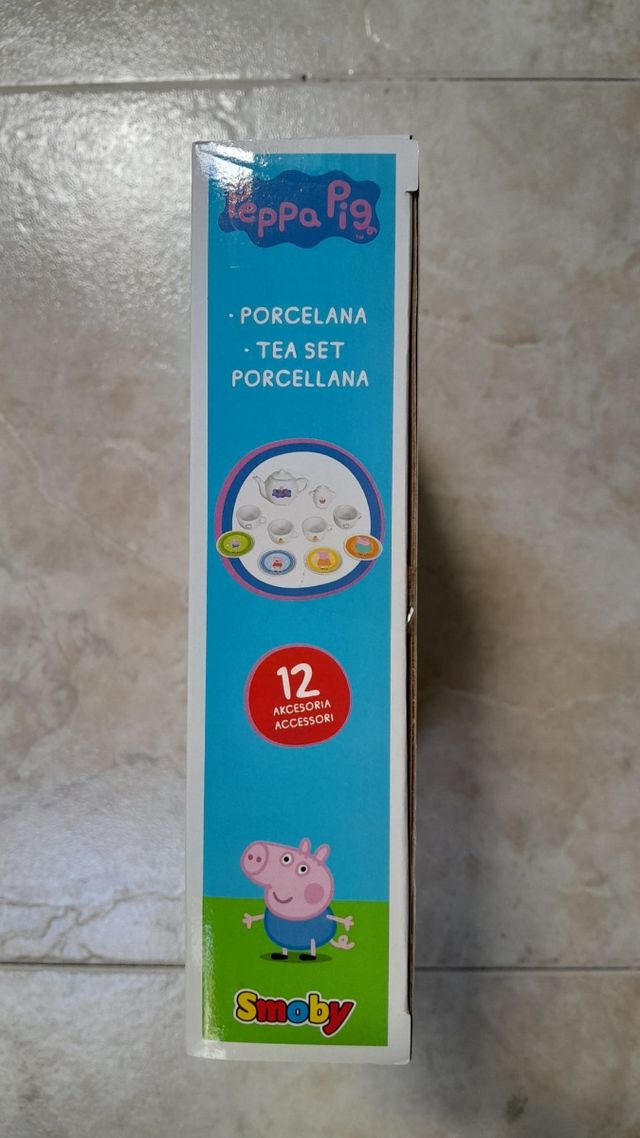 Peppa Pig
· PORCELANA
· TEA SET
PORCELLANA
12
AKCESORIA
ACCESSORI
Smoby